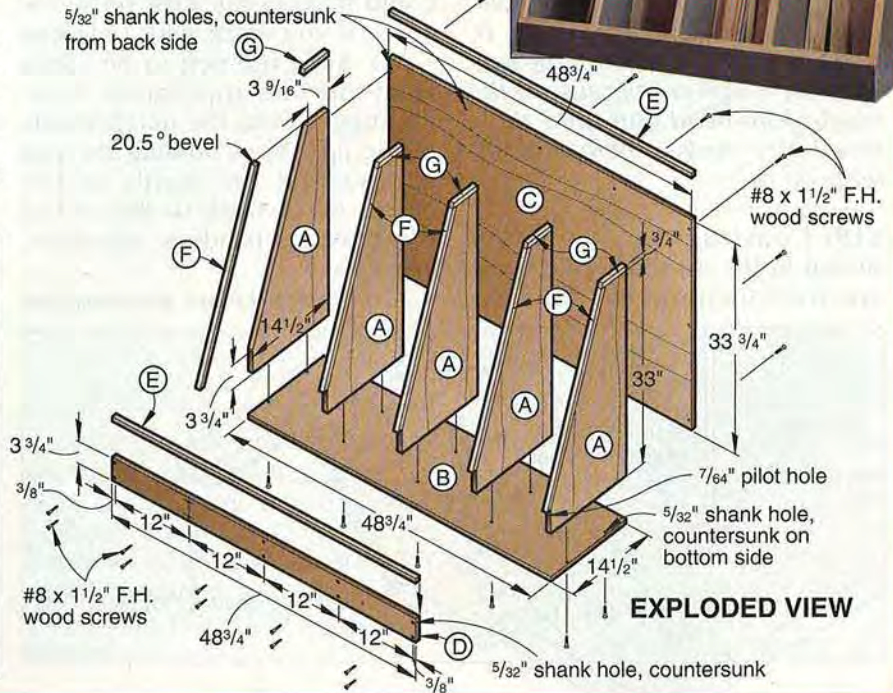 5/32" shank holes, countersunk
from back side
G
3 9/16"
48 3/4"
E
20.5° bevel
#8 x 1 1/2" F.H.
wood screws
G
C
F
A
F
G
3/4"
F
A
14 1/2"
A
33 3/4"
33"
E
3 3/4"
A
A
3 3/4"
B
7/64" pilot hole
3/8"
5/32" shank hole,
countersunk on
bottom side
12"
48 3/4"
12"
14 1/2"
12"
#8 x 1 1/2" F.H.
wood screws
EXPLODED VIEW
48 3/4"
12"
D
5/32" shank hole, countersunk
3/8"